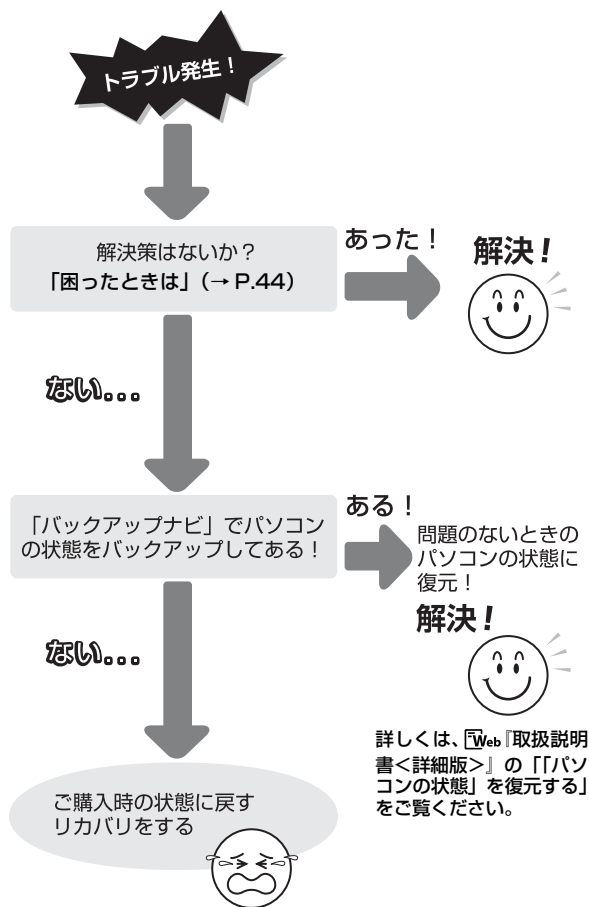 トラブル発生！
解決策はないか？
「困ったときは」（→ P.44）
あった！
解決！
ない...
「バックアップナビ」でパソコン
の状態をバックアップしてある！
ある！
問題のないときの
パソコンの状態に
復元！
解決！
ない...
詳しくは、Web『取扱説明
書＜詳細版＞』の「「パソ
コンの状態」を復元する」
をご覧ください。
ご購入時の状態に戻す
リカバリをする